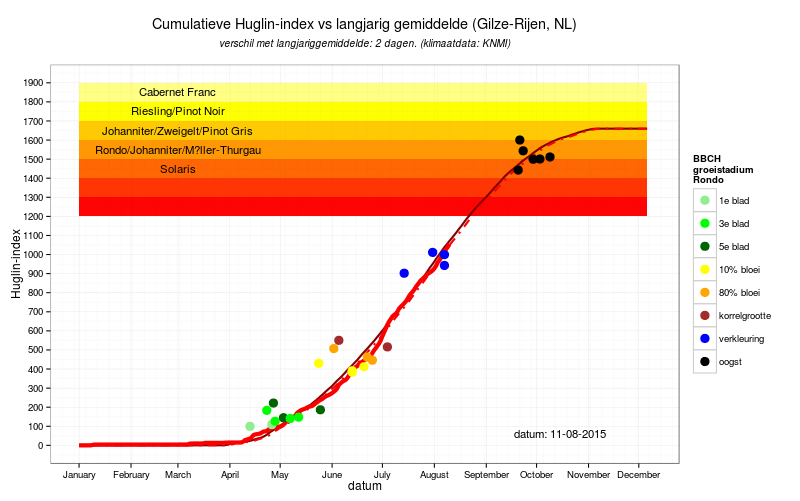 Cumulatieve Huglin-index vs langjarig gemiddelde (Gilze-Rijen, NL)
verschil met langjariggemiddelde: 2 dagen. (klimaatdata: KNMI)
1900
1800
1700
1600
1500
1400
1300
1200
1100
1000
900
800
700
600
500
400
300
200
100
0
Huglin-index
Cabernet Franc
Riesling/Pinot Noir
Johanniter/Zweigelt/Pinot Gris
Rondo/Johanniter/M?ller-Thurgau
Solaris
datum: 11-08-2015
January February March April May June July August September October November December
datum
BBCH
groeistadium
Rondo
1e blad
3e blad
5e blad
10% bloei
80% bloei
korrelgrootte
verkleuring
oogst